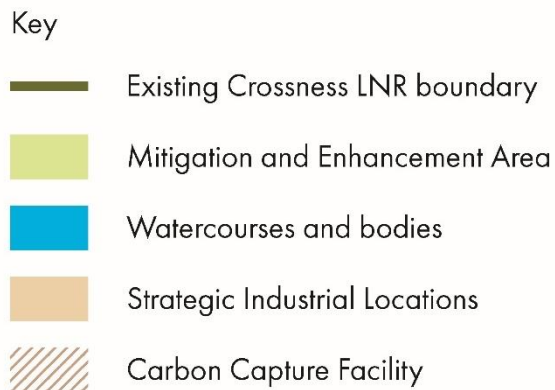 Key
Existing Crossness LNR boundary
Mitigation and Enhancement Area
Watercourses and bodies
Strategic Industrial Locations
Carbon Capture Facility